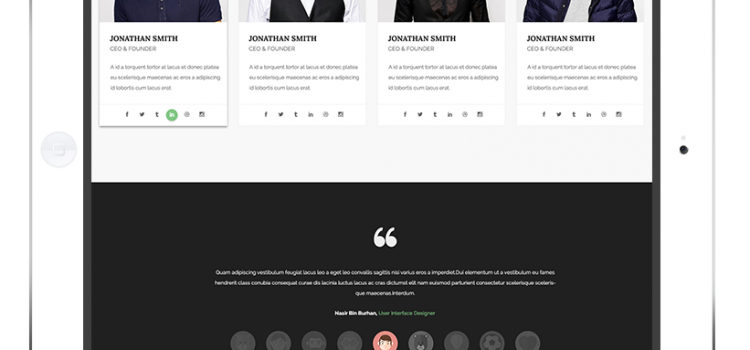 JONATHAN SMITH
CEO & FOUNDER
A id a torquent tortor at lacus et donec platea
eu scelerisque maecenas ac eros a adipiscing
id lobortis cum lacus erat.
JONATHAN SMITH
CEO & FOUNDER
A id a torquent tortor at lacus et donec platea
eu scelerisque maecenas ac eros a adipiscing
id lobortis cum lacus erat.
JONATHAN SMITH
CEO & FOUNDER
A id a torquent tortor at lacus et donec platea
eu scelerisque maecenas ac eros a adipiscing
id lobortis cum lacus erat.
JONATHAN SMITH
CEO & FOUNDER
A id a torquent tortor at lacus et donec platea
eu scelerisque maecenas ac eros a adipiscing
id lobortis cum lacus erat.
Quam adipiscing vestibulum feugiat lacus leo a eget leo convallis sagittis nisi varius eros a imperdiet.Dui elementum ut a vestibulum eu fames
hendrerit class conubia consequat curae dis lacinia luctus lacus ac cras dictumst elit nam suimod parturient consectetur scelerisque sceleris-
que maecenas.Interdum.
Nazir Bin Burhan, User Interface Designer